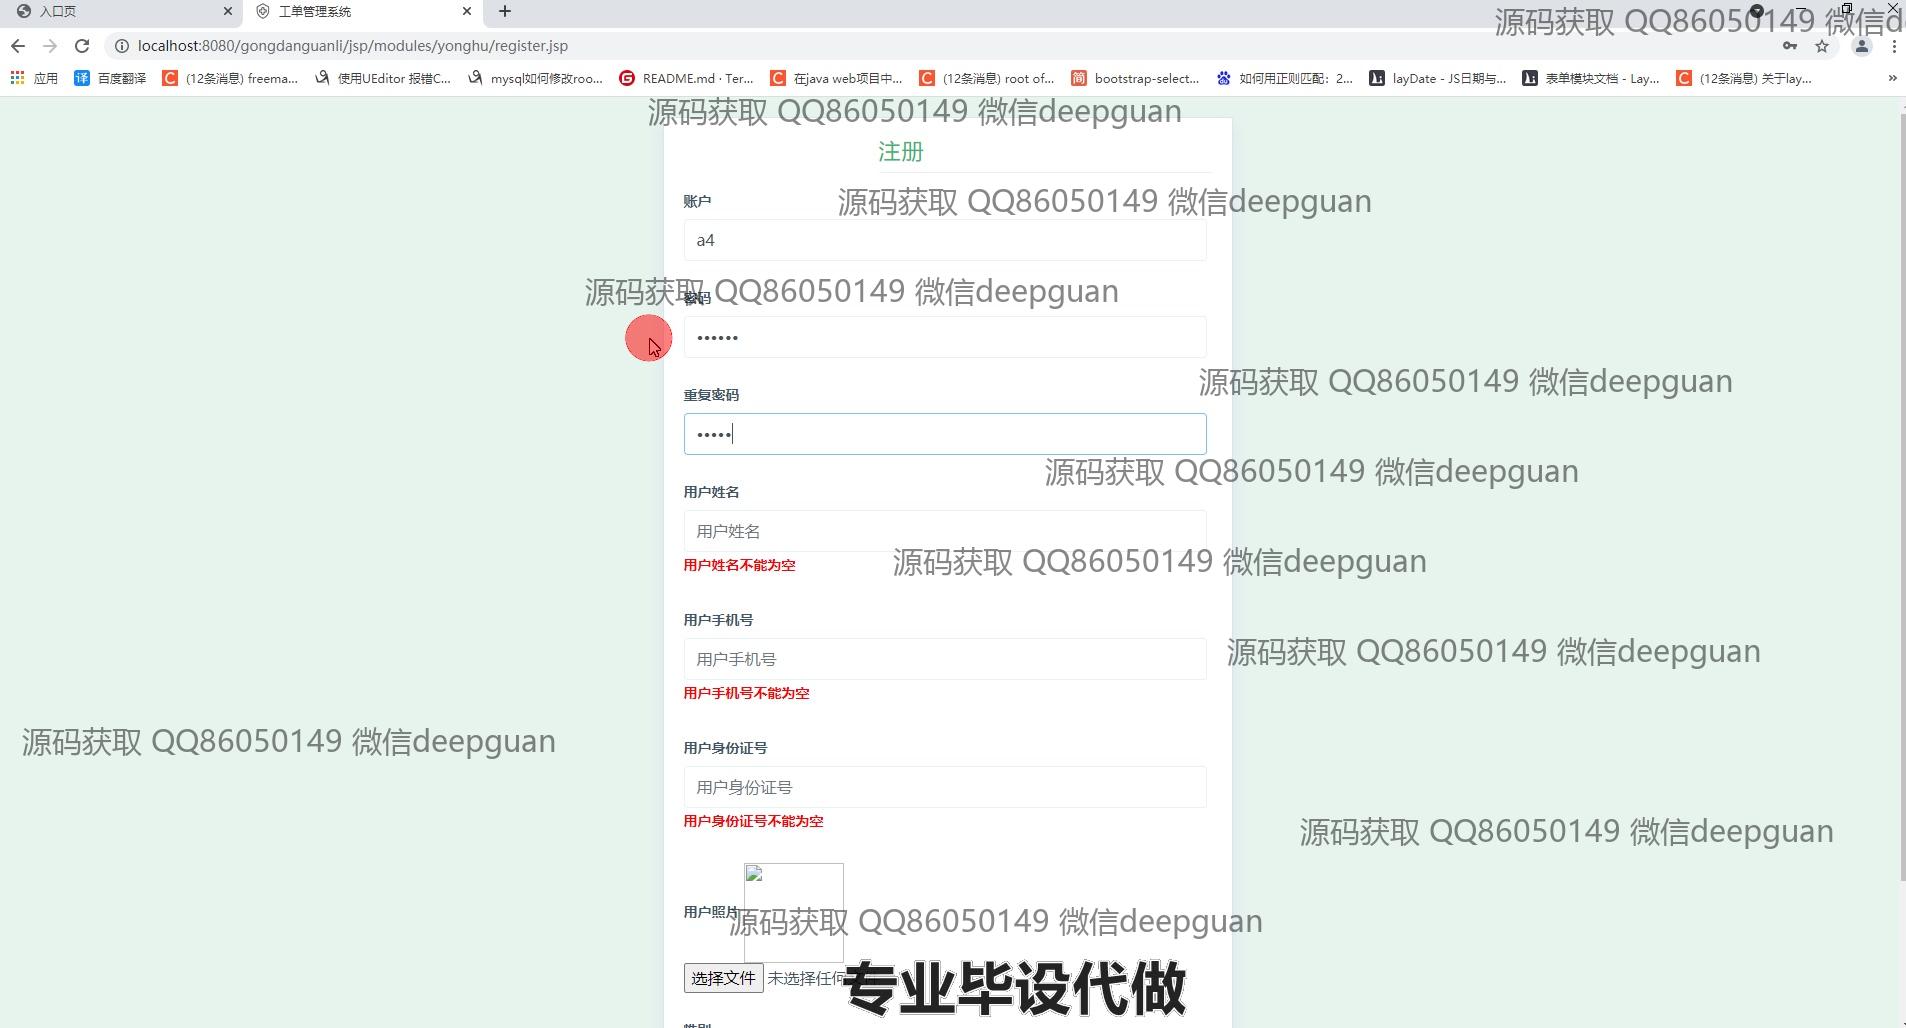 入口页
工单管理系统
localhost:8080/gongdanguanli/jsp/modules/yonghu/register.jsp
应用
百度翻译
(12条消息) freema...
使用UEditor 报错C...
mysql如何修改roo...
README.md · Ter...
在java web项目中...
(12条消息) root of...
bootstrap-select...
如何用正则匹配：2...
layDate - JS日期与...
表单模块文档 - Lay...
(12条消息) 关于lay...
源码获取 QQ86050149 微信d
源码获取 QQ86050149 微信deepguan
注册
账户
源码获取 QQ86050149 微信deepguan
a4
源码获取 QQ86050149 微信deepguan
密码
••••••
源码获取 QQ86050149 微信deepguan
重复密码
•••••
源码获取 QQ86050149 微信deepguan
用户姓名
用户姓名
用户姓名不能为空
源码获取 QQ86050149 微信deepguan
用户手机号
用户手机号
源码获取 QQ86050149 微信deepguan
用户手机号不能为空
源码获取 QQ86050149 微信deepguan
用户身份证号
用户身份证号
用户身份证号不能为空
源码获取 QQ86050149 微信deepguan
用户照片
源码获取 QQ86050149 微信deepguan
选择文件 未选择任何文件
专业毕设代做
性别